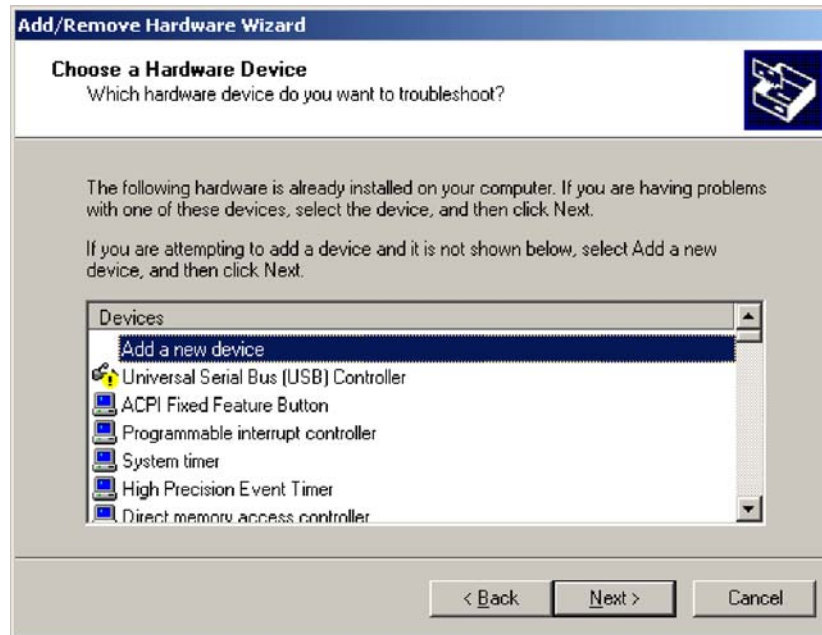 Add/Remove Hardware Wizard
Choose a Hardware Device
Which hardware device do you want to troubleshoot?
The following hardware is already installed on your computer. If you are having problems
with one of these devices, select the device, and then click Next.
If you are attempting to add a device and it is not shown below, select Add a new
device, and then click Next.
Devices
Add a new device
Universal Serial Bus (USB) Controller
ACPI Fixed Feature Button
Programmable interrupt controller
System timer
High Precision Event Timer
Direct memory access controller
< Back Next > Cancel